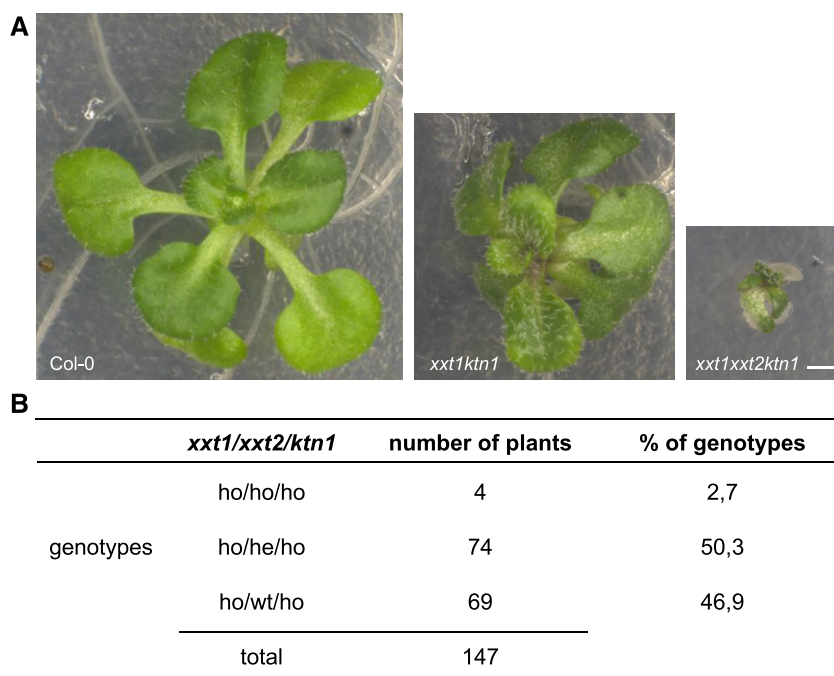 A
Col-0
xxt1ktn1
xxt1xxt2ktn1
B
xxt1/xxt2/ktn1 number of plants % of genotypes
ho/ho/ho 4 2,7
genotypes ho/he/ho 74 50,3
ho/wt/ho 69 46,9
total 147